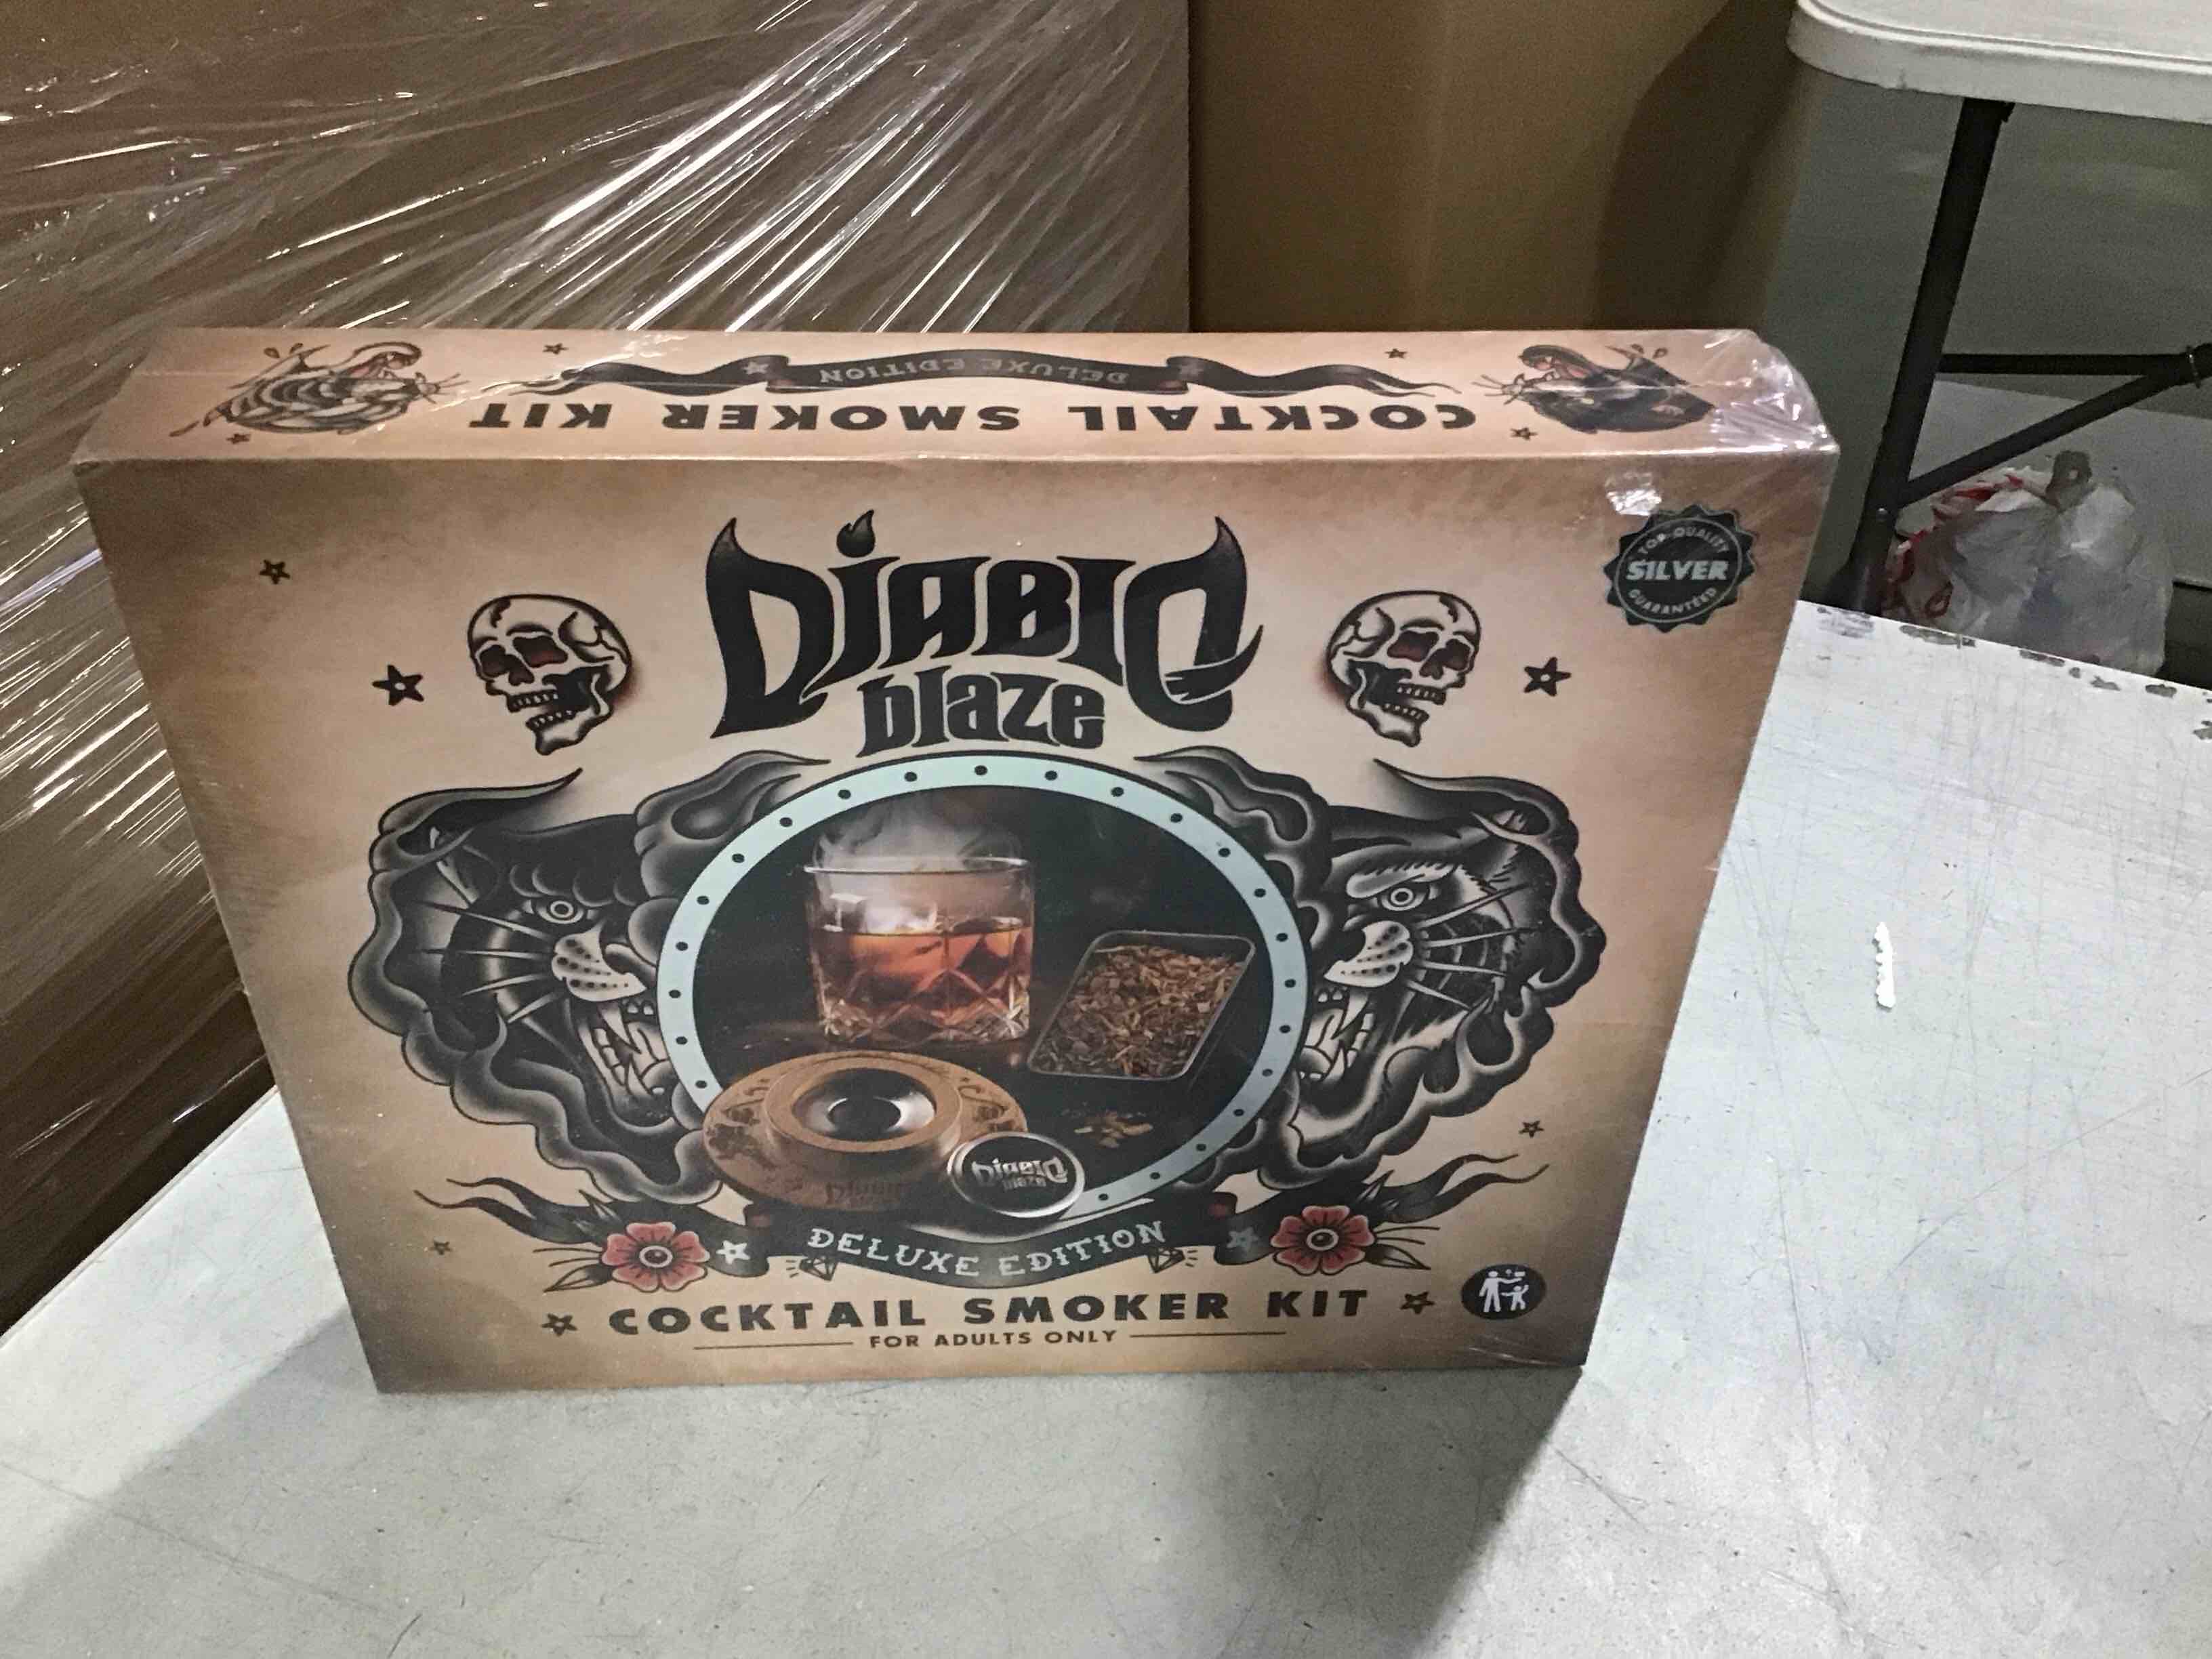 DELUXE EDITION
COCKTAIL SMOKER KIT
DIABLO
blaze
TOP QUALITY
SILVER
GUARANTEED
DIABLO
blaze
DELUXE EDITION
COCKTAIL SMOKER KIT
FOR ADULTS ONLY